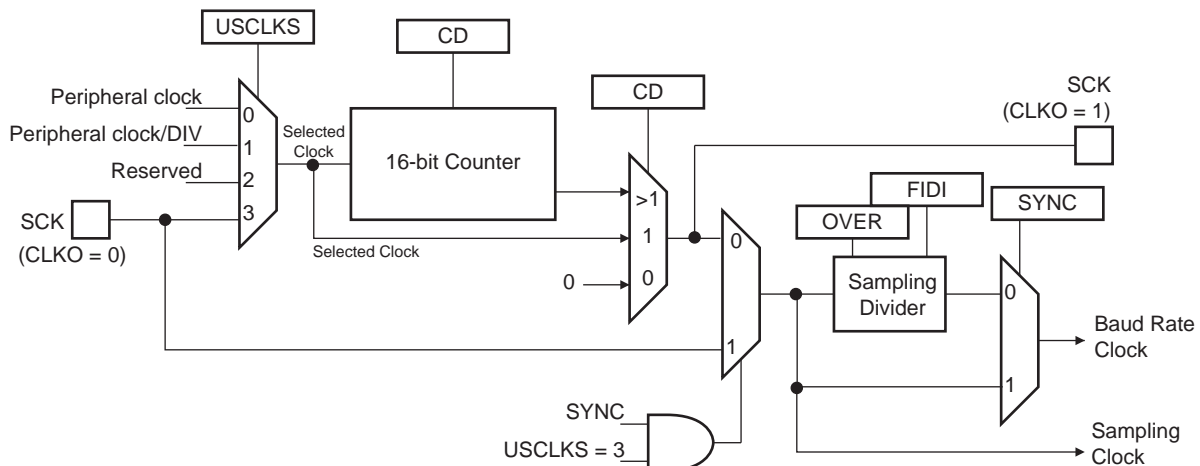 USCLKS
CD
CD
SCK
(CLKO = 1)
Peripheral clock
0
Peripheral clock/DIV
1
Reserved
2
3
SCK
(CLKO = 0)
Selected
Clock
16-bit Counter
Selected Clock
>1
1
0
0
0
1
FIDI
OVER
SYNC
Sampling
Divider
0
1
Baud Rate
Clock
SYNC
USCLKS = 3
Sampling
Clock